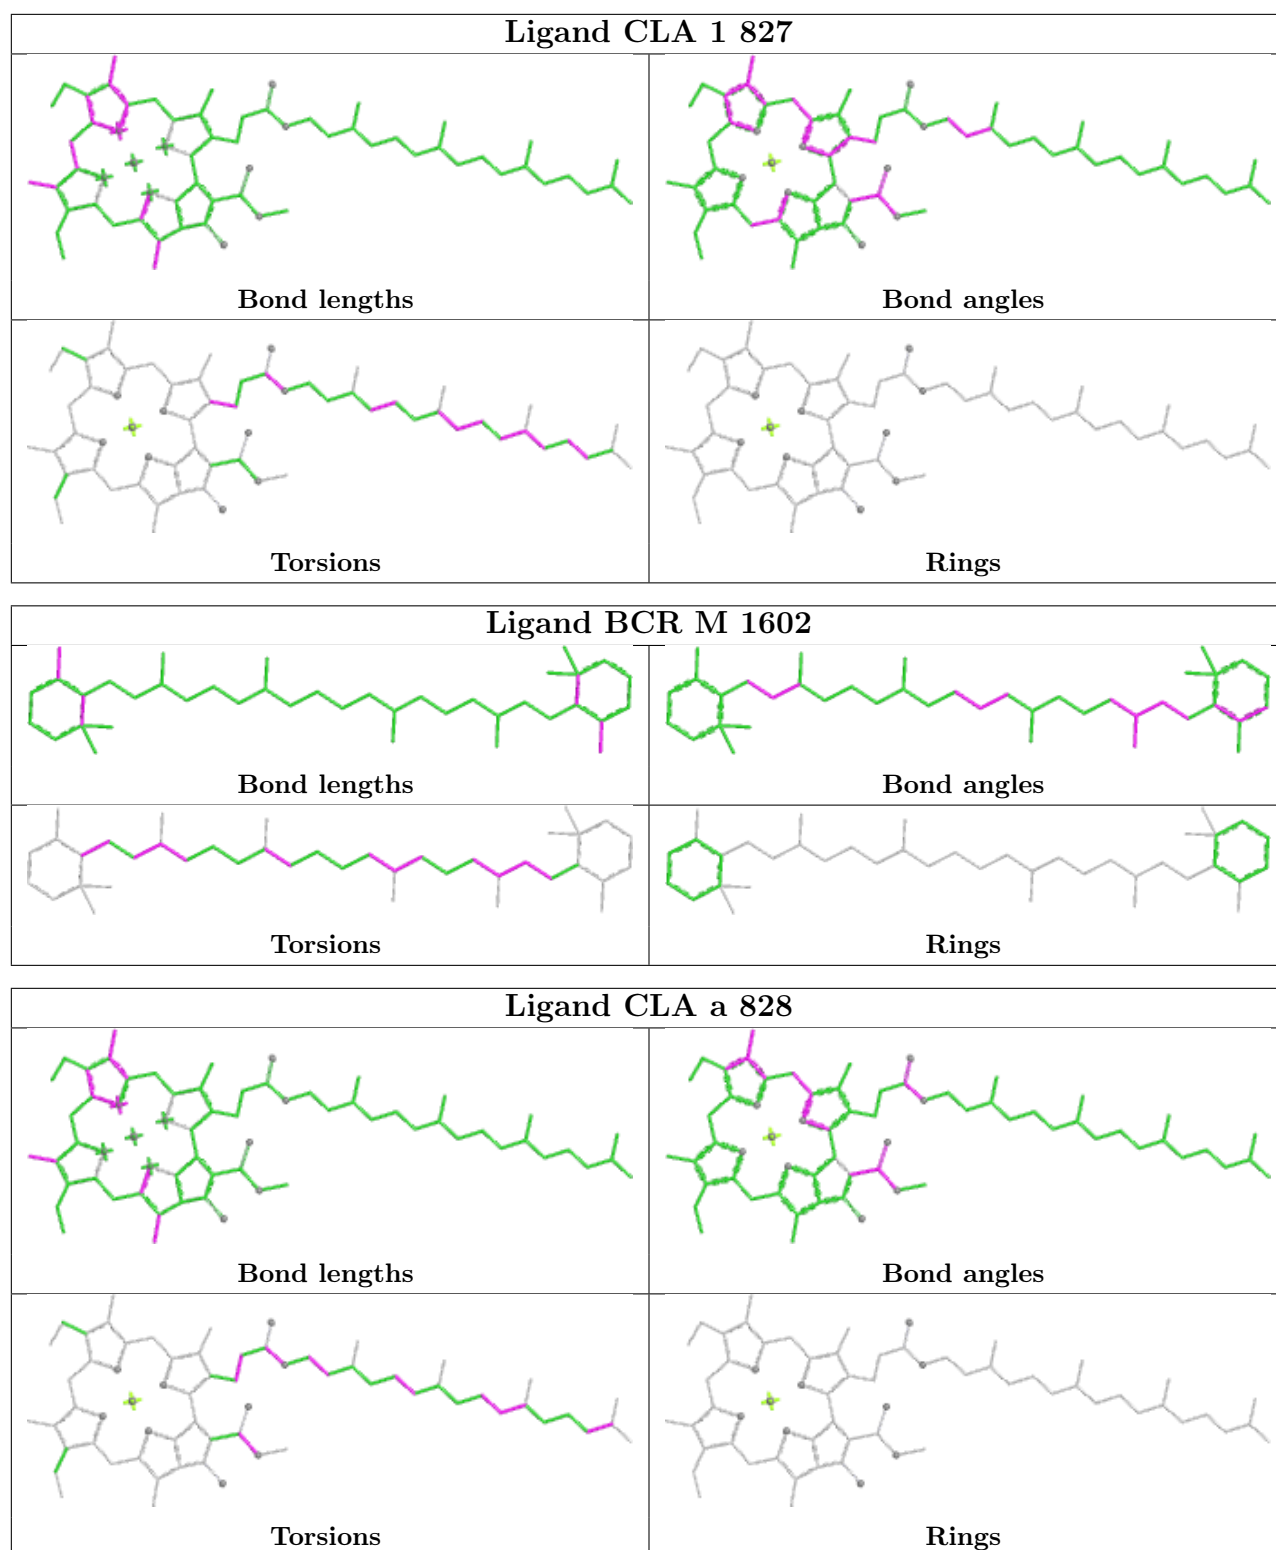 Ligand CLA 1 827
Bond lengths
Bond angles
Torsions
Rings
Ligand BCR M 1602
Bond lengths
Bond angles
Torsions
Rings
Ligand CLA a 828
Bond lengths
Bond angles
Torsions
Rings